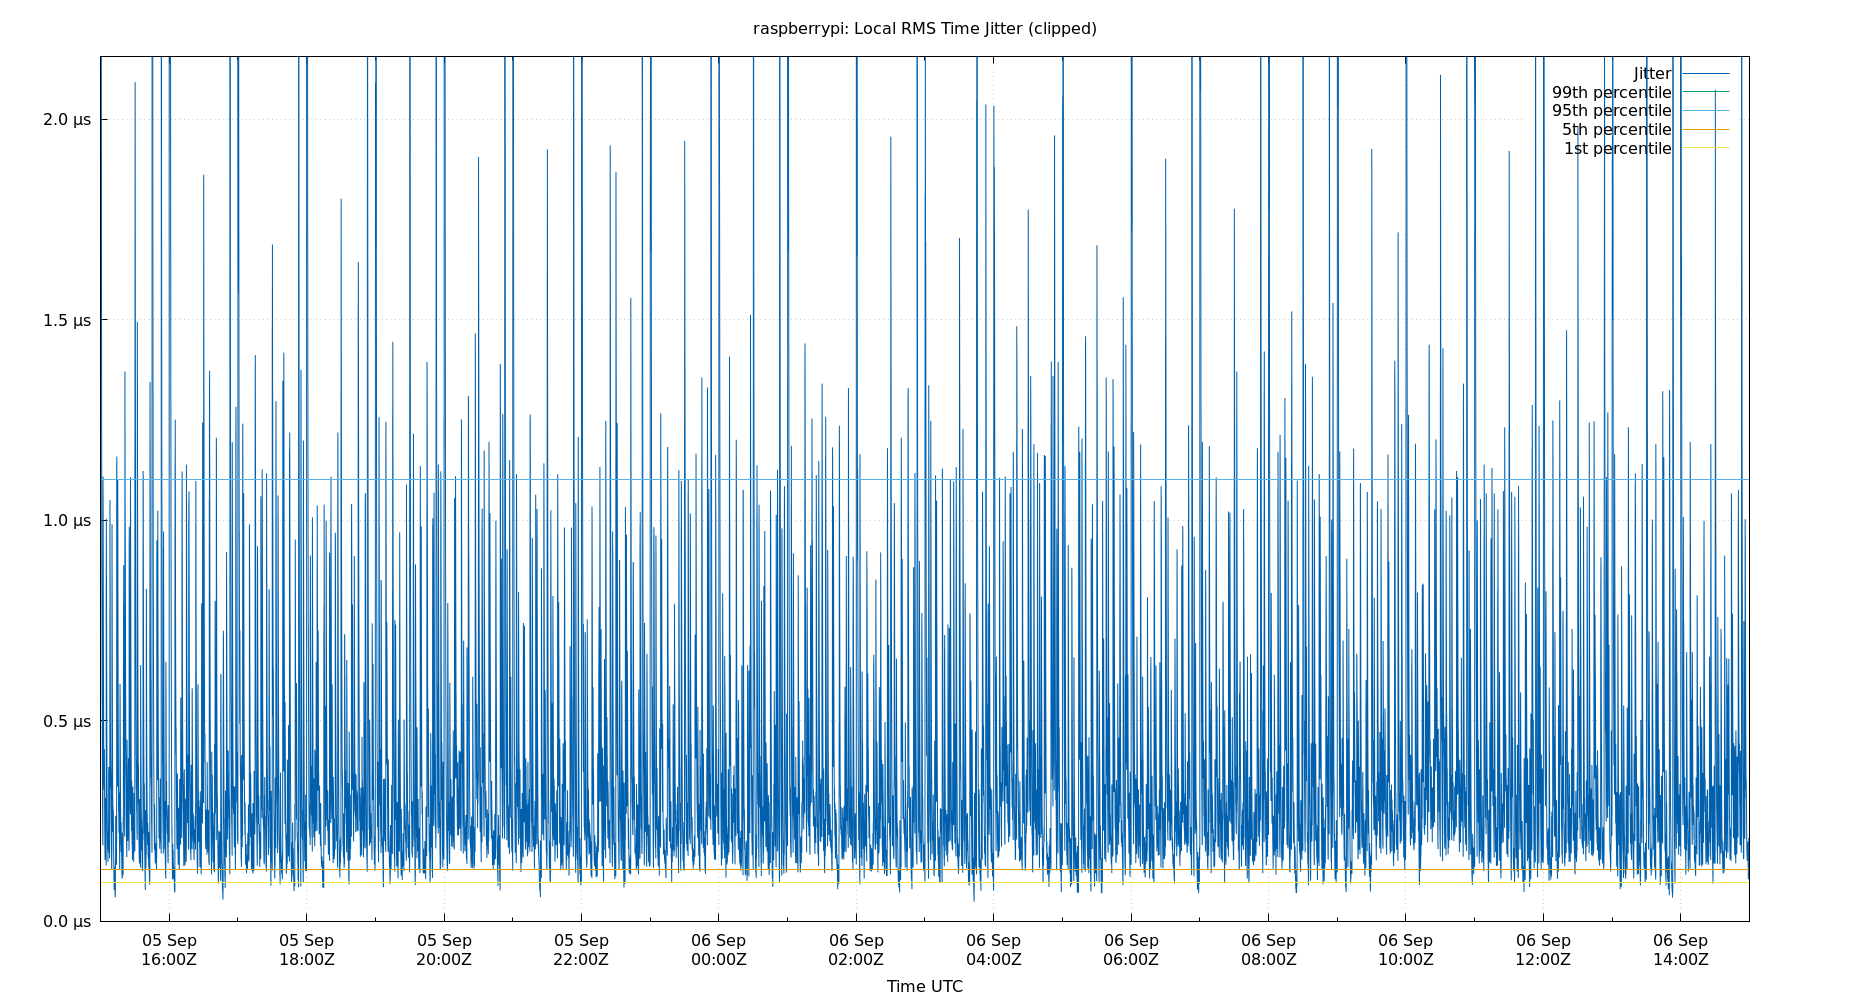 raspberrypi: Local RMS Time Jitter (clipped)
Jitter
99th percentile
95th percentile
5th percentile
1st percentile
2.0 µs
1.5 µs
1.0 µs
0.5 µs
0.0 µs
05 Sep 05 Sep 05 Sep 05 Sep 06 Sep 06 Sep 06 Sep 06 Sep 06 Sep 06 Sep 06 Sep 06 Sep
16:00Z 18:00Z 20:00Z 22:00Z 00:00Z 02:00Z 04:00Z 06:00Z 08:00Z 10:00Z 12:00Z 14:00Z
Time UTC